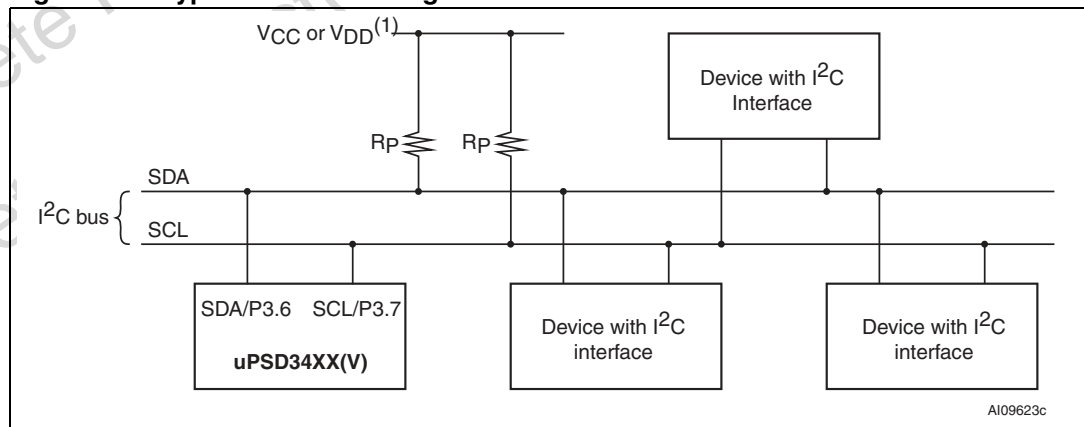 VCC or VDD(1)
Device with I2C
Interface
RP
RP
SDA
I2C bus
SCL
SDA/P3.6 SCL/P3.7
uPSD34XX(V)
Device with I2C
interface
Device with I2C
interface
AI09623c